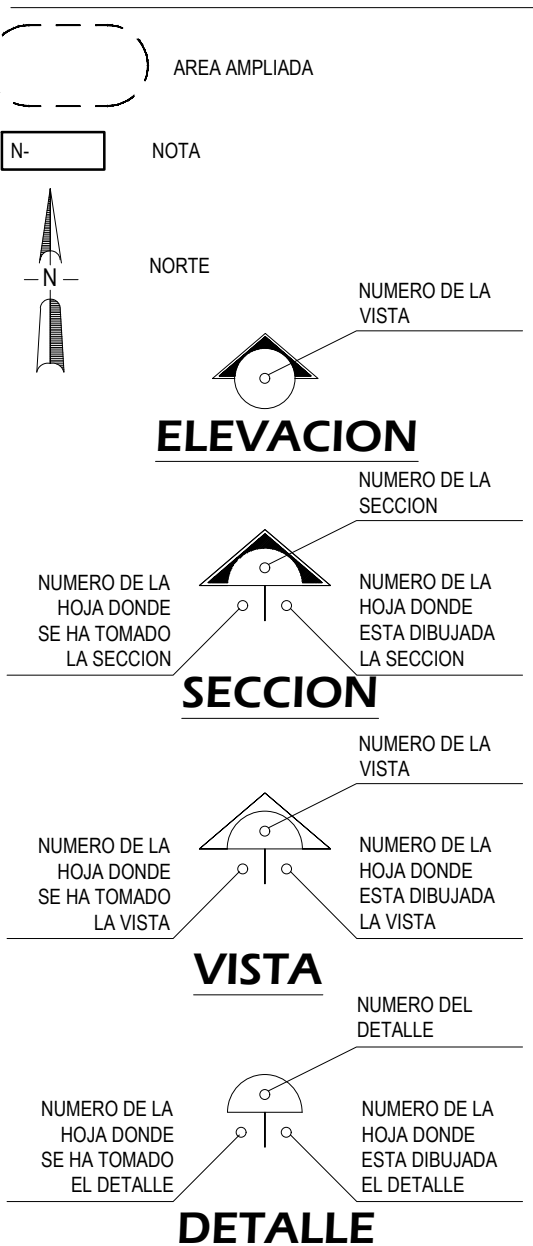 AREA AMPLIADA
N-
NOTA
N
NORTE
NUMERO DE LA
VISTA
ELEVACION
NUMERO DE LA
SECCION
NUMERO DE LA
HOJA DONDE
SE HA TOMADO
LA SECCION
NUMERO DE LA
HOJA DONDE
ESTA DIBUJADA
LA SECCION
SECCION
NUMERO DE LA
VISTA
NUMERO DE LA
HOJA DONDE
SE HA TOMADO
LA VISTA
NUMERO DE LA
HOJA DONDE
ESTA DIBUJADA
LA VISTA
VISTA
NUMERO DEL
DETALLE
NUMERO DE LA
HOJA DONDE
SE HA TOMADO
EL DETALLE
NUMERO DE LA
HOJA DONDE
ESTA DIBUJADA
EL DETALLE
DETALLE